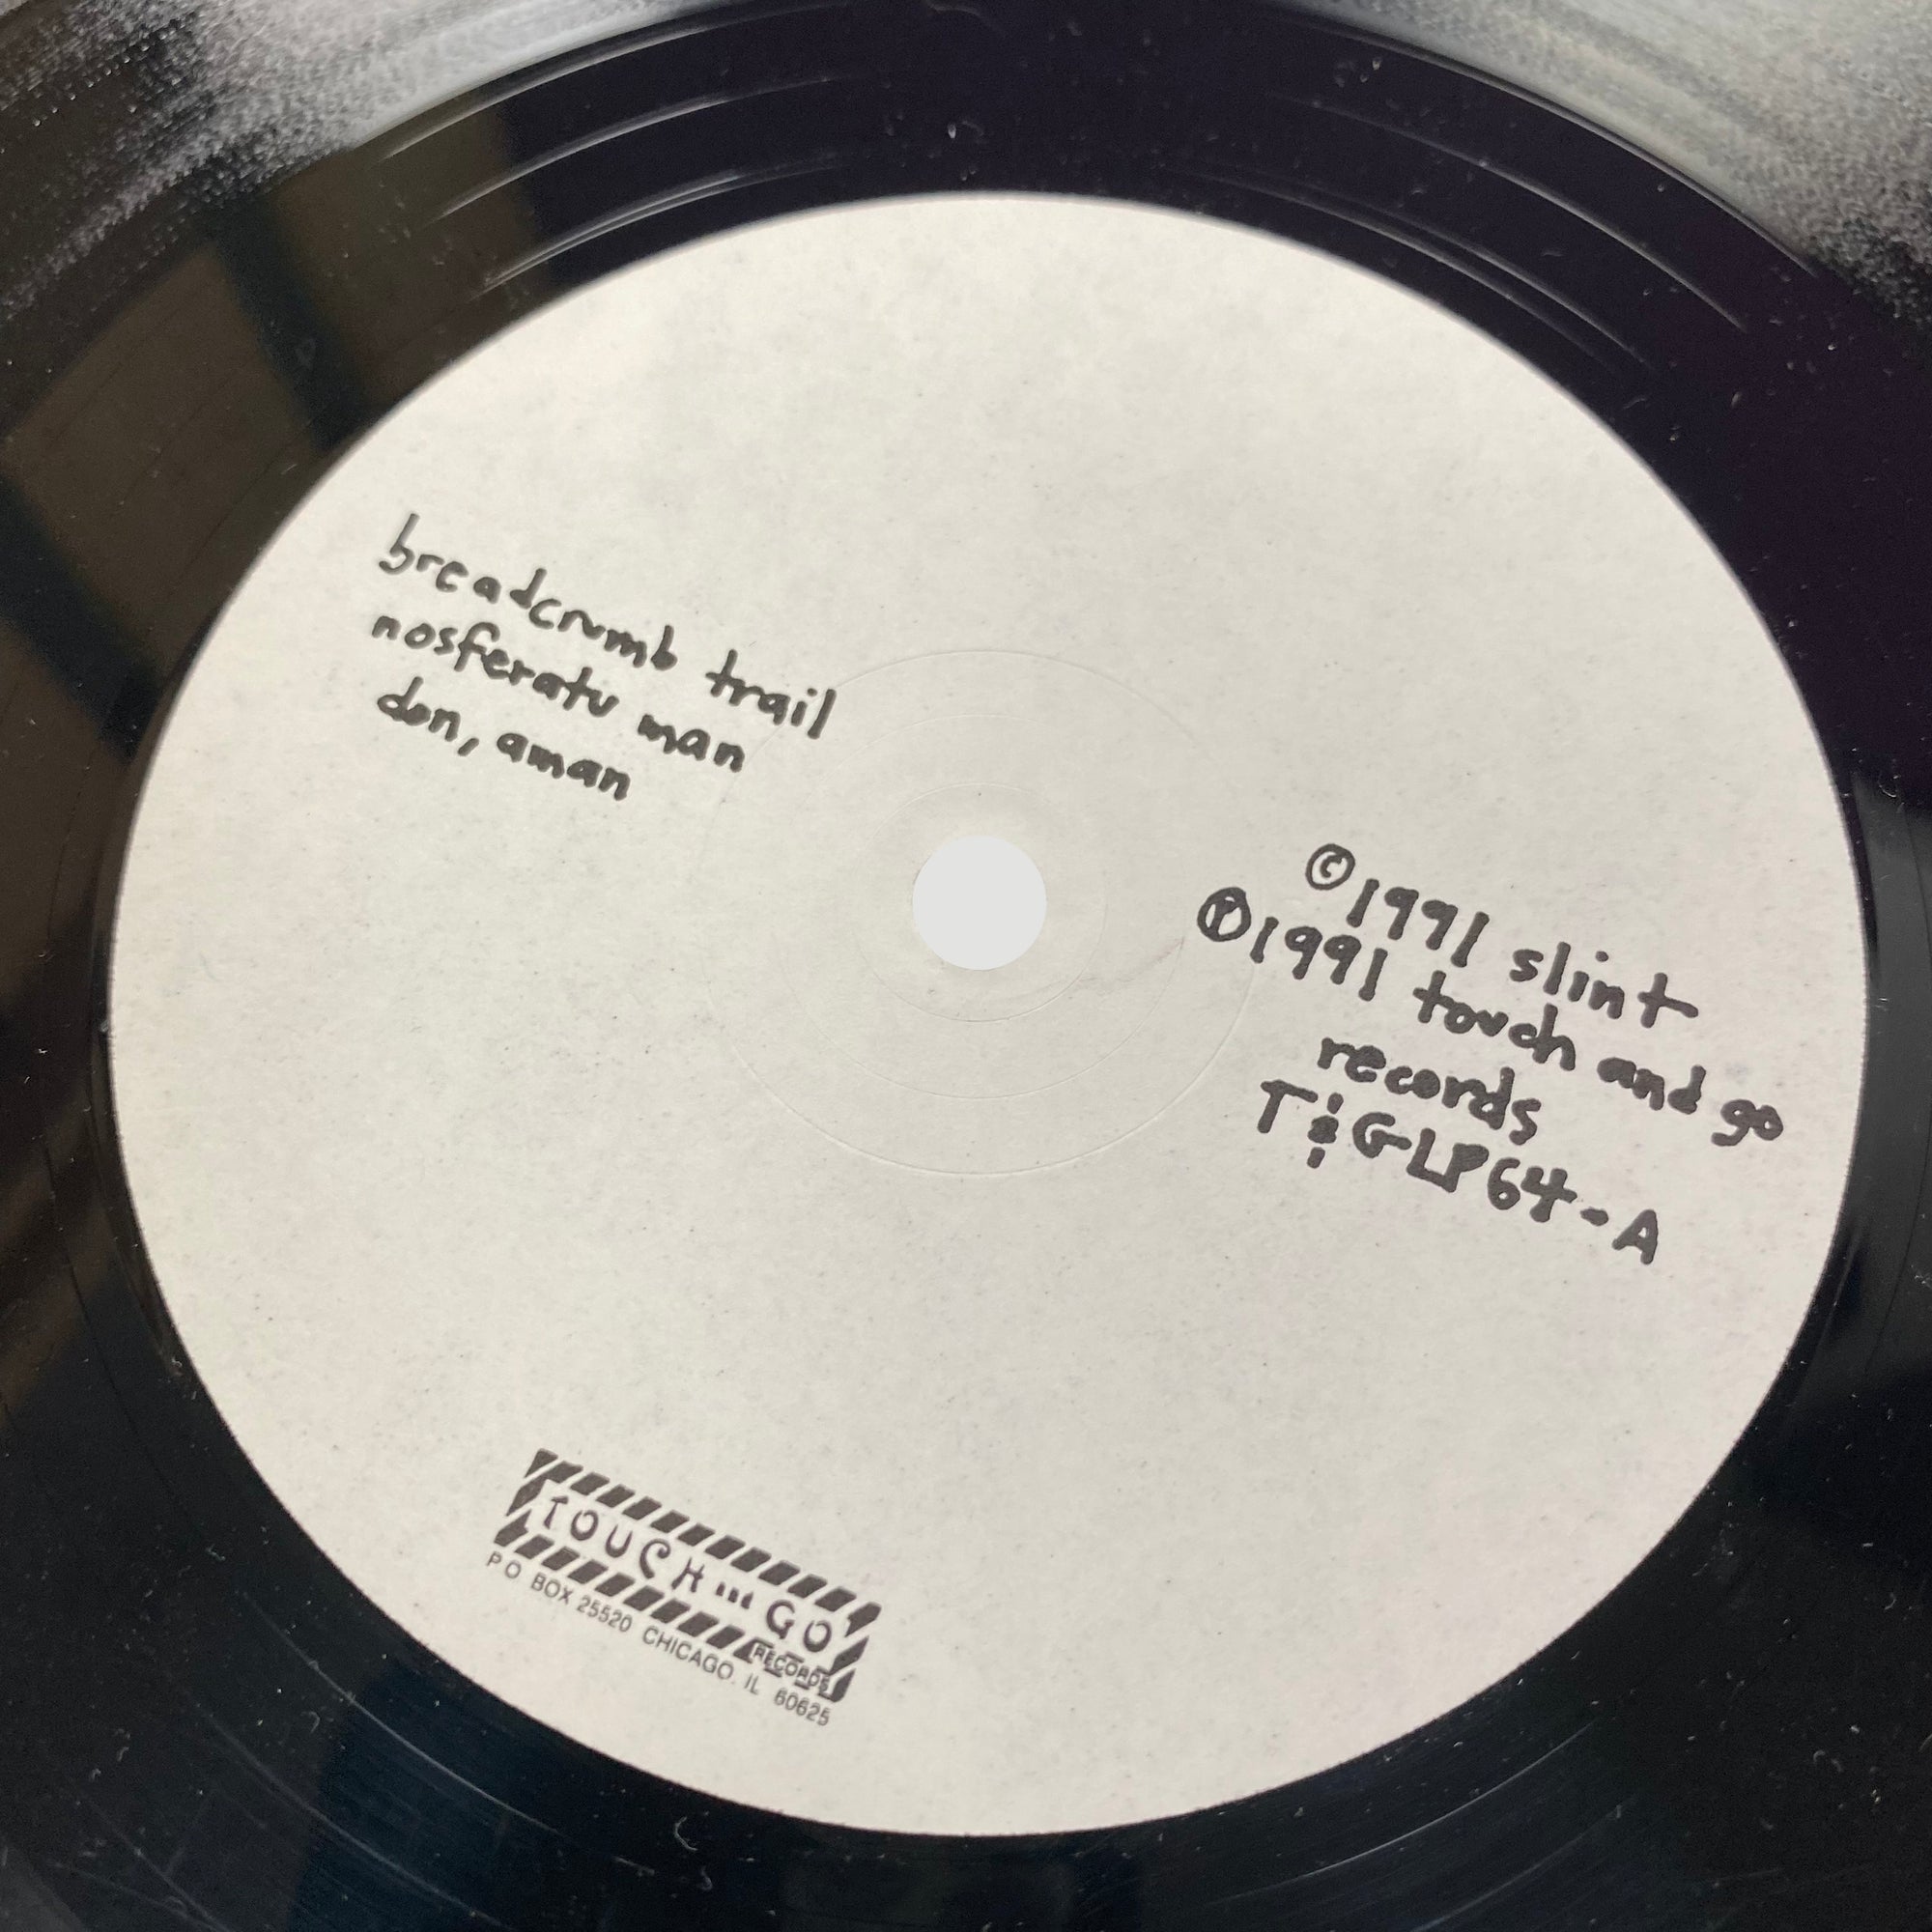 breadcrumb trail
nosferatu man
don, aman
©1991 slint
℗1991 touch and go
records
T&GLP64-A
TOUCH and GO
RECORDS
P O BOX 25520 CHICAGO. IL 60625